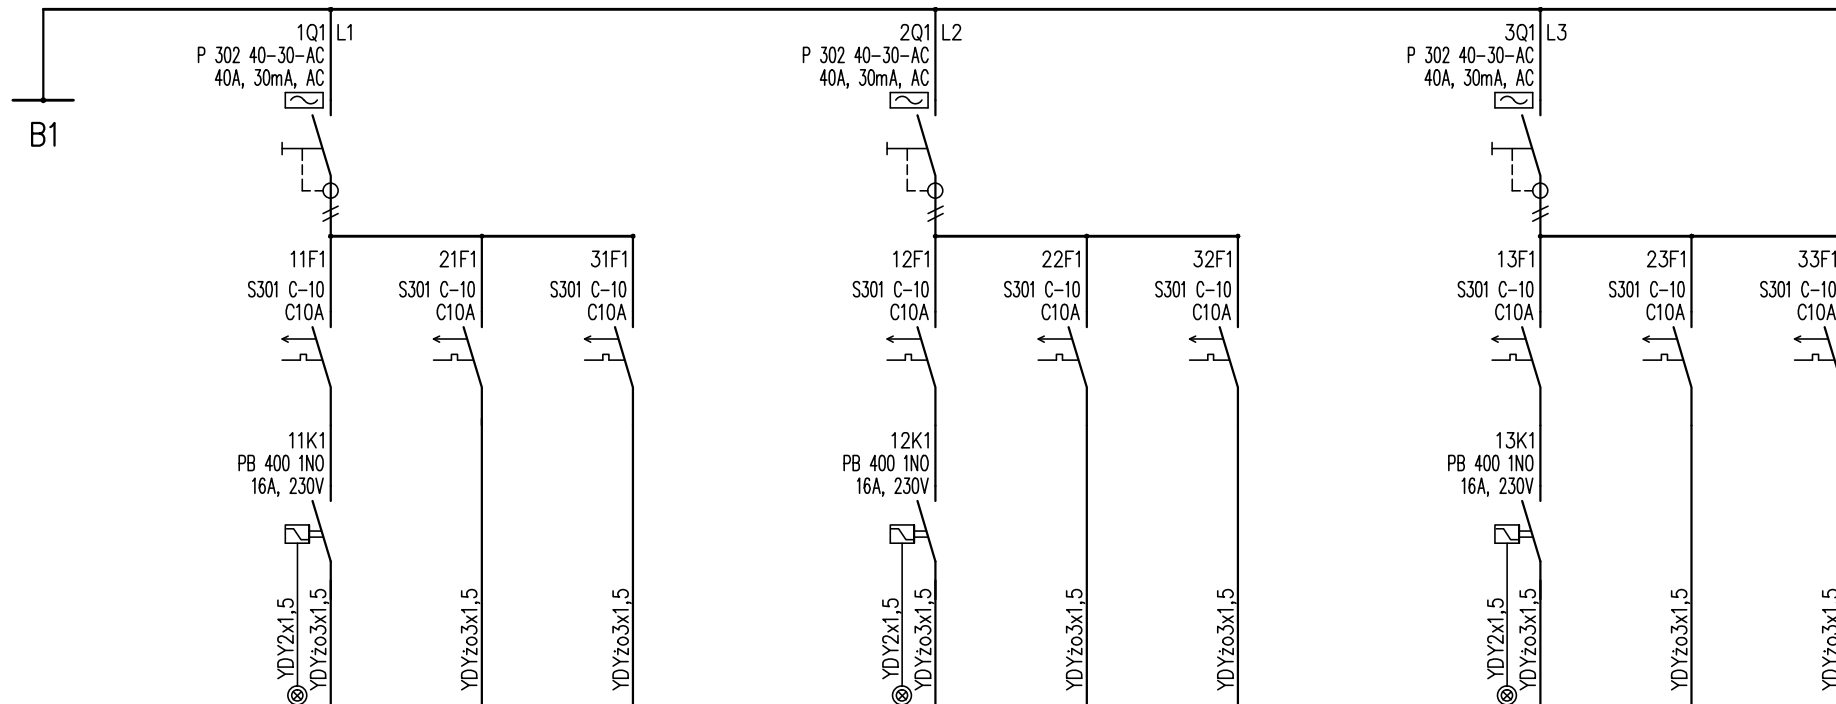 1Q1 L1
P 302 40-30-AC
40A, 30mA, AC
2Q1 L2
P 302 40-30-AC
40A, 30mA, AC
3Q1 L3
P 302 40-30-AC
40A, 30mA, AC
B1
11F1
S301 C-10
C10A
21F1
S301 C-10
C10A
31F1
S301 C-10
C10A
12F1
S301 C-10
C10A
22F1
S301 C-10
C10A
32F1
S301 C-10
C10A
13F1
S301 C-10
C10A
23F1
S301 C-10
C10A
33F1
S301 C-10
C10A
11K1
PB 400 1NO
16A, 230V
12K1
PB 400 1NO
16A, 230V
13K1
PB 400 1NO
16A, 230V
YDY2x1,5
YDYżo3x1,5
YDYżo3x1,5
YDYżo3x1,5
YDY2x1,5
YDYżo3x1,5
YDYżo3x1,5
YDYżo3x1,5
YDY2x1,5
YDYżo3x1,5
YDYżo3x1,5
YDYżo3x1,5